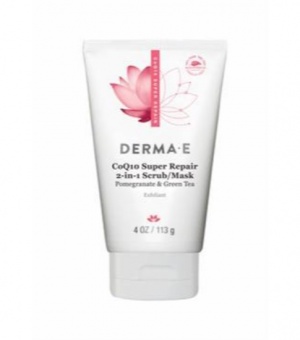 DERMA·E
CoQ10 Super Repair
2-in-1 Scrub/Mask
Pomegranate & Green Tea
Exfoliant
4 OZ / 113 g